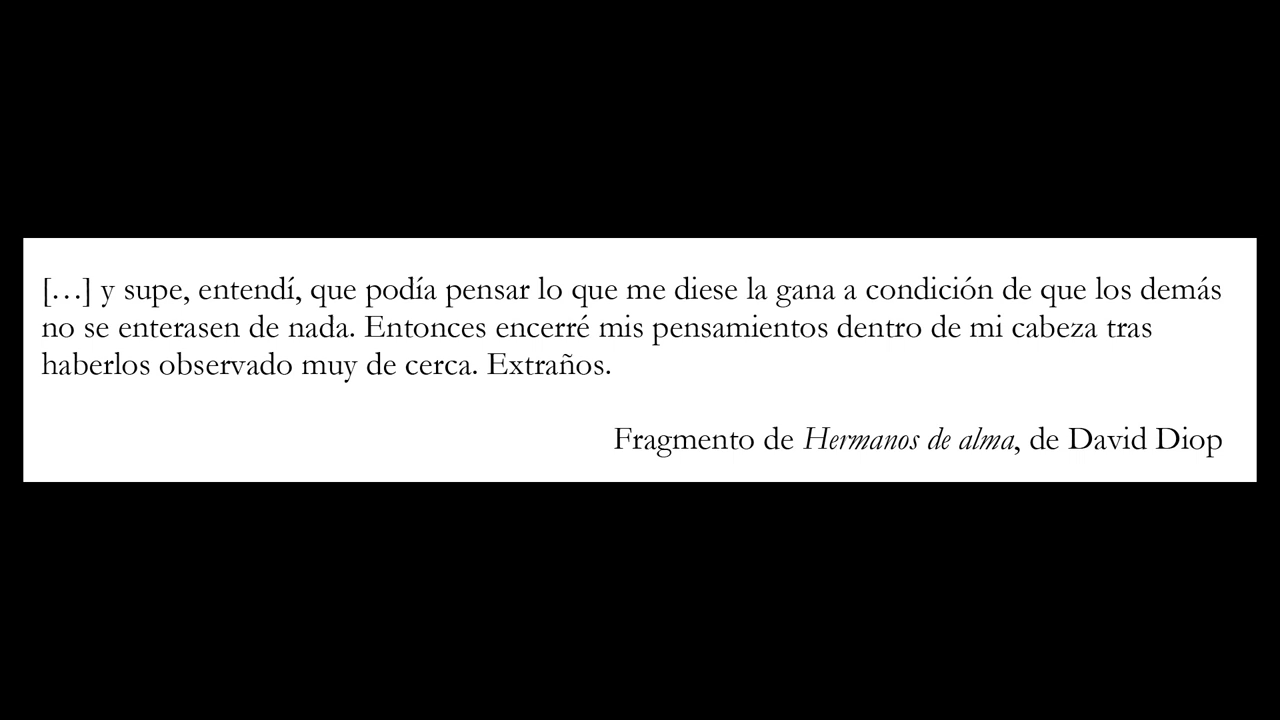 […] y supe, entendí, que podía pensar lo que me diese la gana a condición de que los demás
no se enterasen de nada. Entonces encerré mis pensamientos dentro de mi cabeza tras
haberlos observado muy de cerca. Extraños.
Fragmento de Hermanos de alma, de David Diop